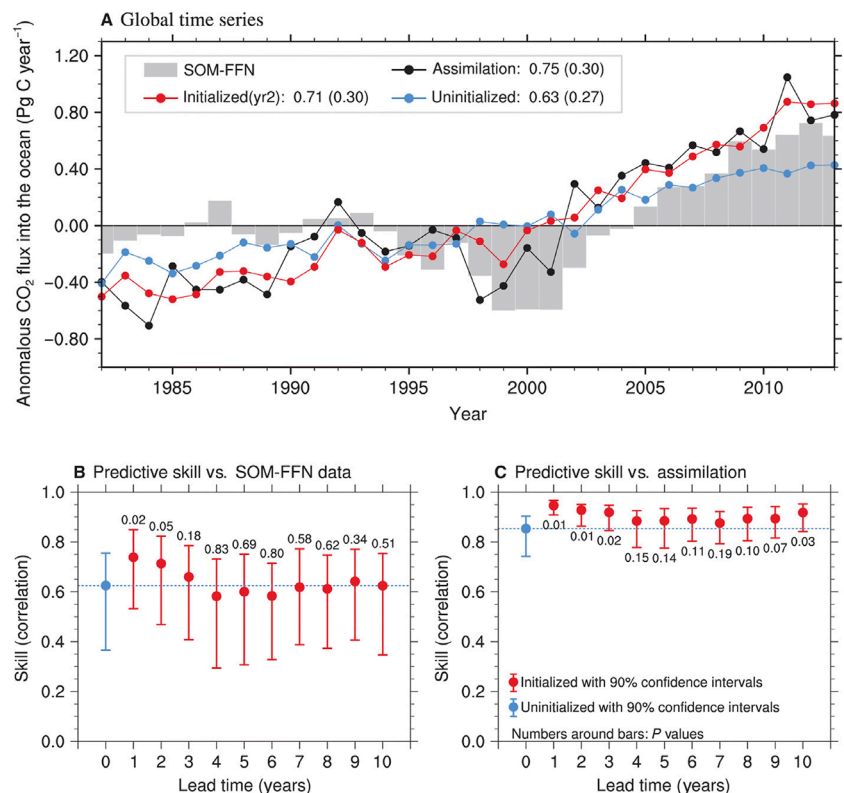 A Global time series
Anomalous CO₂ flux into the ocean (Pg C year⁻¹)
1.20
0.80
0.40
0.00
−0.40
−0.80
SOM-FFN
Assimilation: 0.75 (0.30)
Initialized(yr2): 0.71 (0.30)
Uninitialized: 0.63 (0.27)
1985 1990 1995 2000 2005 2010
Year
B Predictive skill vs. SOM-FFN data
Skill (correlation)
1.0
0.8
0.6
0.4
0.2
0.0
0.02 0.05 0.18 0.83 0.69 0.80 0.58 0.62 0.34 0.51
0 1 2 3 4 5 6 7 8 9 10
Lead time (years)
C Predictive skill vs. assimilation
Skill (correlation)
1.0
0.8
0.6
0.4
0.2
0.0
0.01 0.01 0.02 0.15 0.14 0.11 0.19 0.10 0.07 0.03
Initialized with 90% confidence intervals
Uninitialized with 90% confidence intervals
Numbers around bars: P values
0 1 2 3 4 5 6 7 8 9 10
Lead time (years)